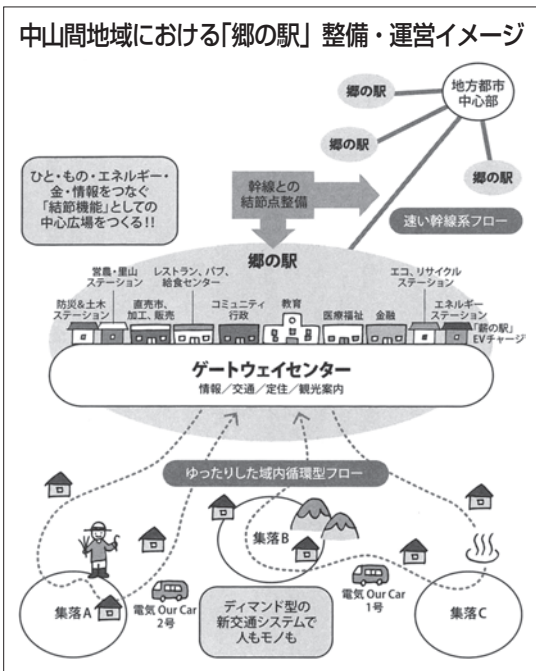 中山間地域における｢郷の駅｣ 整備・運営イメージ
郷の駅
地方都市
中心部
郷の駅
郷の駅
ひと・もの・エネルギー・
金・情報をつなぐ
「結節機能」としての
中心広場をつくる!!
幹線との
結節点整備
速い幹線系フロー
郷の駅
営農・里山
ステーション
レストラン、パブ、
給食センター
エコ、リサイクル
ステーション
防災&土木
ステーション
直売市、
加工、販売
コミュニティ
行政
教育
医療福祉
金融
エネルギー
ステーション
「薪の駅」
EVチャージ
ゲートウェイセンター
情報／交通／定住／観光案内
ゆったりした域内循環型フロー
集落B
集落A
電気 Our Car
2号
ディマンド型の
新交通システムで
人もモノも
電気 Our Car
1号
集落C